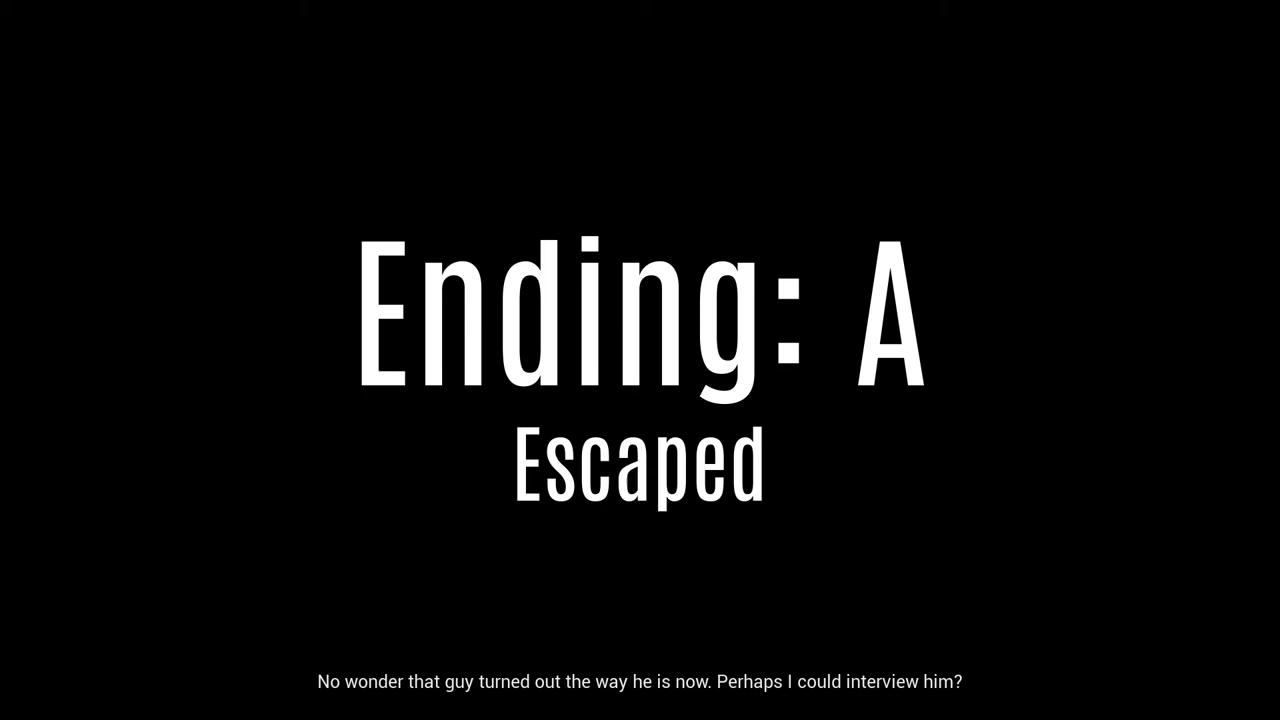 Ending: A
Escaped
No wonder that guy turned out the way he is now. Perhaps I could interview him?